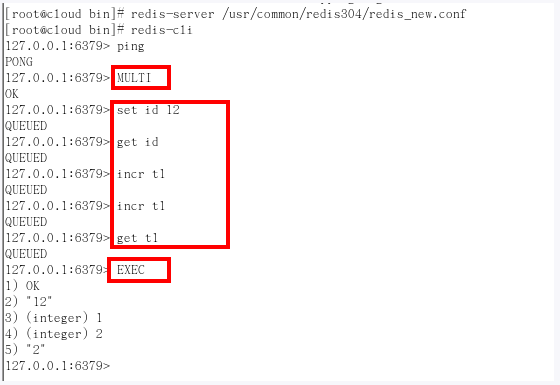 [root@cloud bin]# redis-server /usr/common/redis304/redis_new.conf
[root@cloud bin]# redis-cli
127.0.0.1:6379> ping
PONG
127.0.0.1:6379> MULTI
OK
127.0.0.1:6379> set id 12
QUEUED
127.0.0.1:6379> get id
QUEUED
127.0.0.1:6379> incr t1
QUEUED
127.0.0.1:6379> incr t1
QUEUED
127.0.0.1:6379> get t1
QUEUED
127.0.0.1:6379> EXEC
1) OK
2) "12"
3) (integer) 1
4) (integer) 2
5) "2"
127.0.0.1:6379>